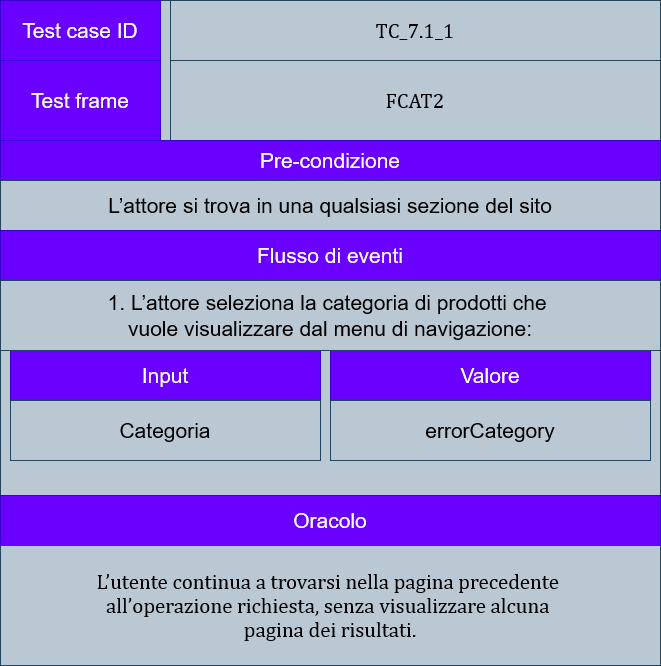 Test case ID
TC_7.1_1
Test frame
FCAT2
Pre-condizione
L’attore si trova in una qualsiasi sezione del sito
Flusso di eventi
1. L’attore seleziona la categoria di prodotti che
vuole visualizzare dal menu di navigazione:
Input
Valore
Categoria
errorCategory
Oracolo
L’utente continua a trovarsi nella pagina precedente
all’operazione richiesta, senza visualizzare alcuna
pagina dei risultati.